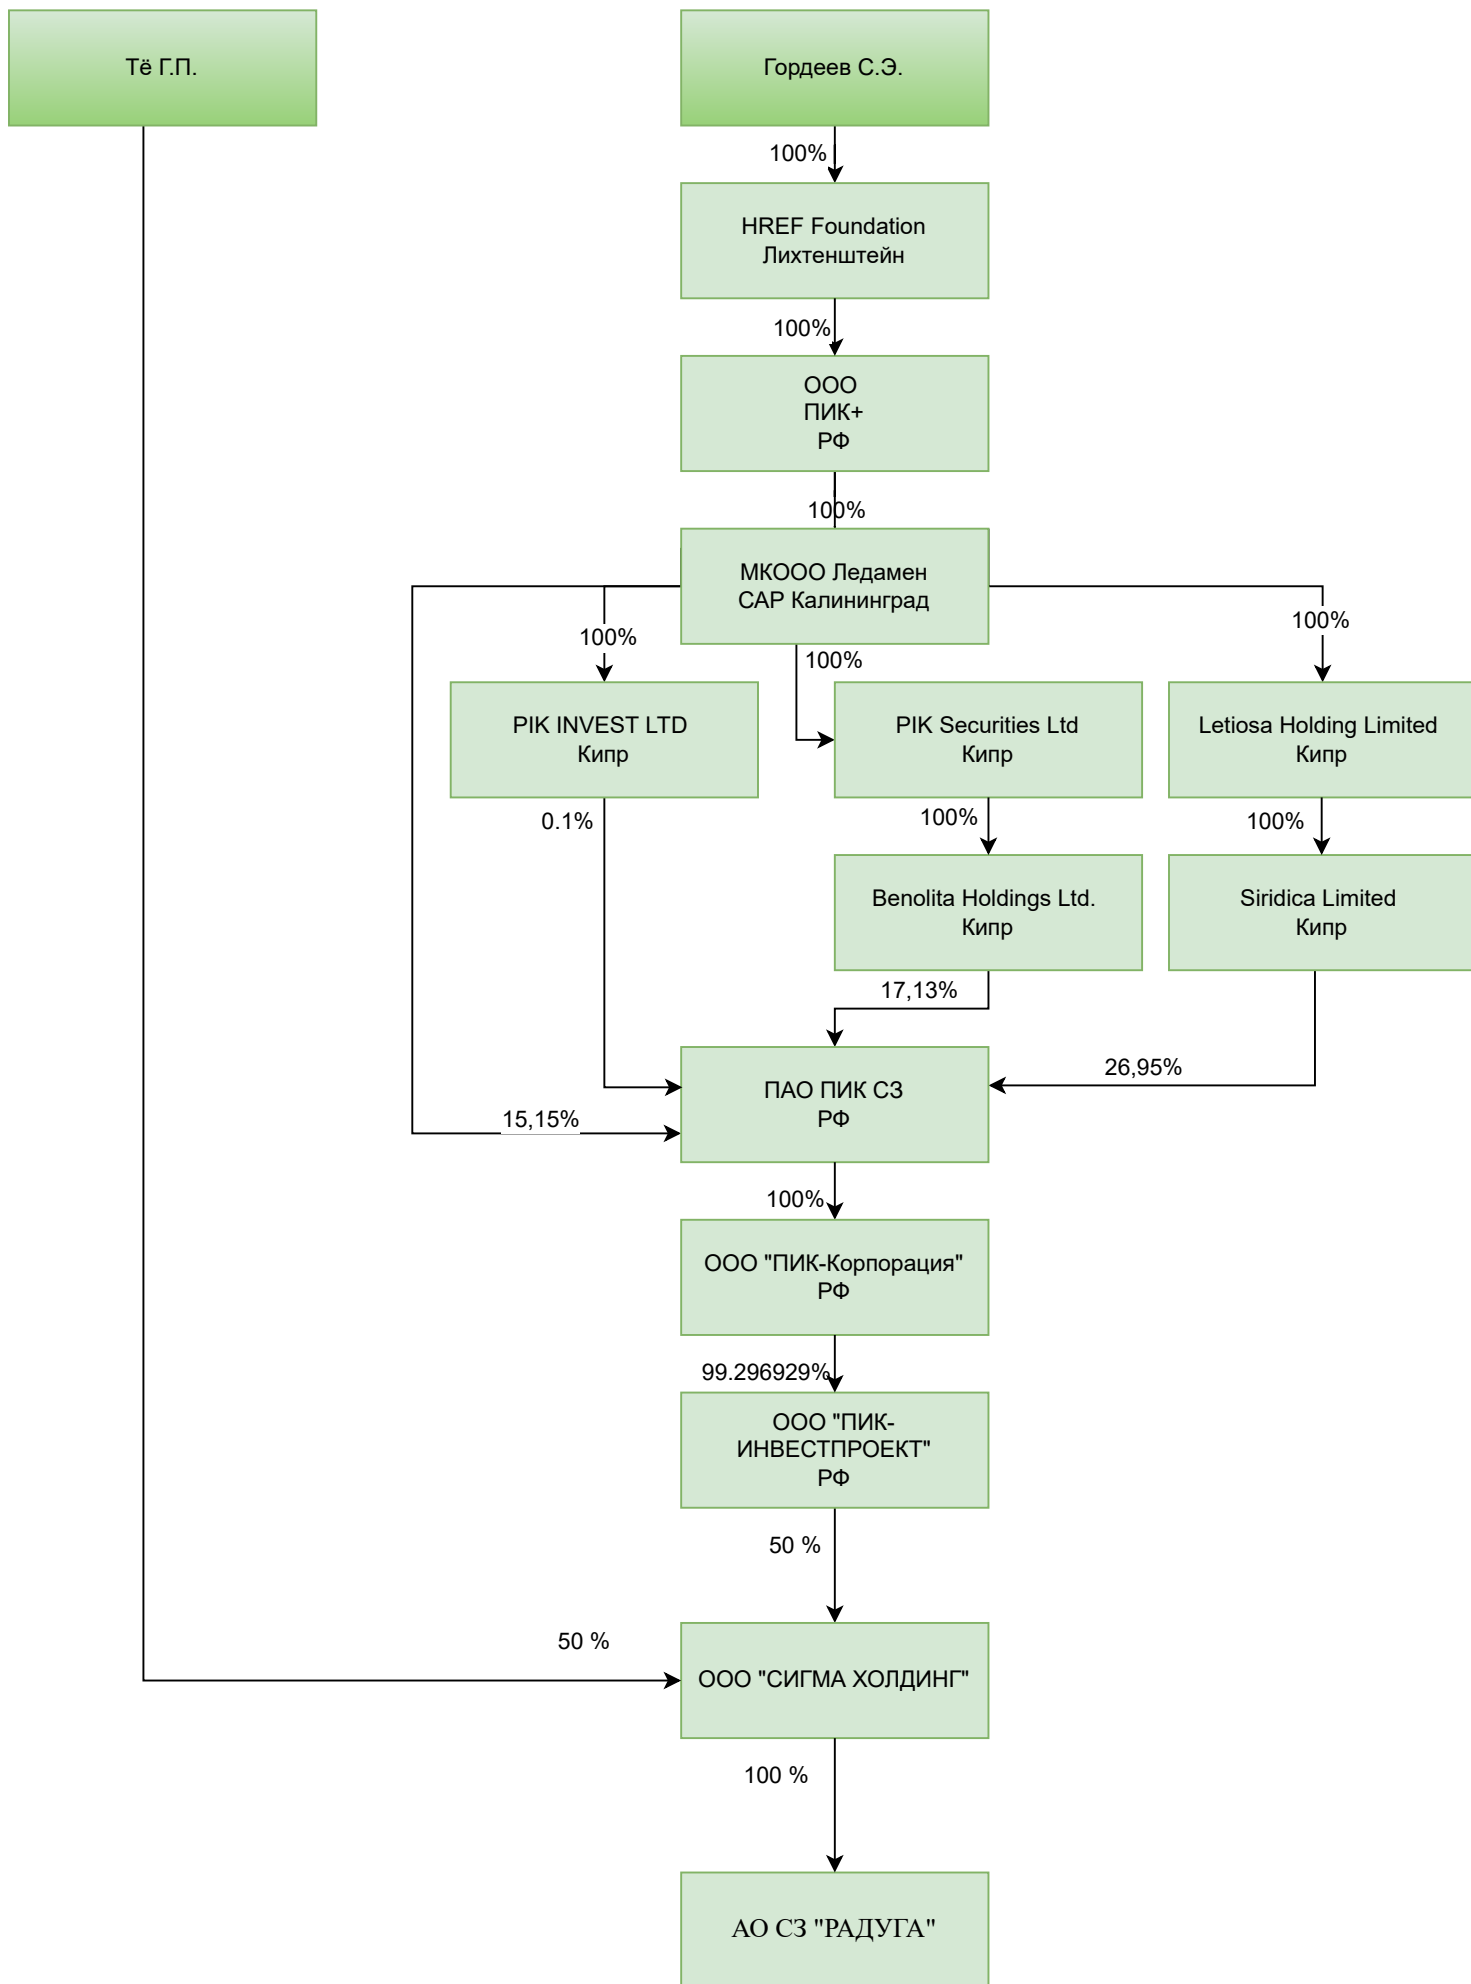 Тё Г.П.
Гордеев С.Э.
100%
HREF Foundation
Лихтенштейн
100%
ООО
ПИК+
РФ
100%
МКООО Ледамен
САР Калининград
100%
100%
100%
PIK INVEST LTD
Кипр
PIK Securities Ltd
Кипр
Letiosa Holding Limited
Кипр
0.1%
100%
100%
Benolita Holdings Ltd.
Кипр
Siridica Limited
Кипр
17,13%
26,95%
15,15%
ПАО ПИК СЗ
РФ
100%
ООО "ПИК-Корпорация"
РФ
99.296929%
ООО "ПИК-
ИНВЕСТПРОЕКТ"
РФ
50 %
50 %
ООО "СИГМА ХОЛДИНГ"
100 %
АО СЗ "РАДУГА"